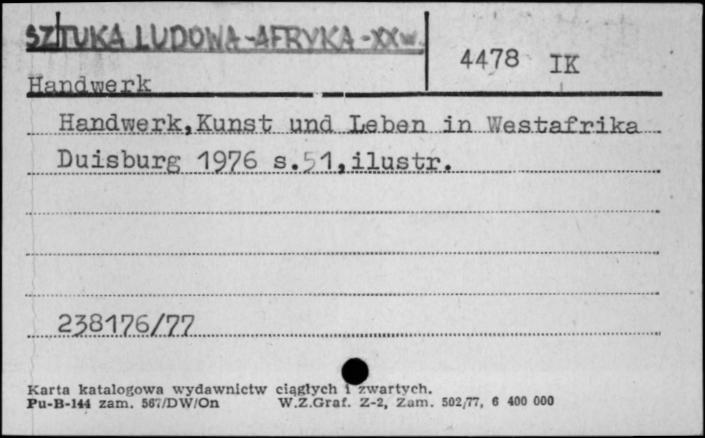 SZTUKA LUDOWA-AFRYKA-XXw.
4478 IK
Handwerk
Handwerk,Kunst und Leben in Westafrika
Duisburg 1976 s.51,ilustr.
238176/77
Karta katalogowa wydawnictw ciągłych i zwartych.
Pu-B-144 zam. 567/DW/On W.Z.Graf. Z-2, Zam. 502/77, 6 400 000